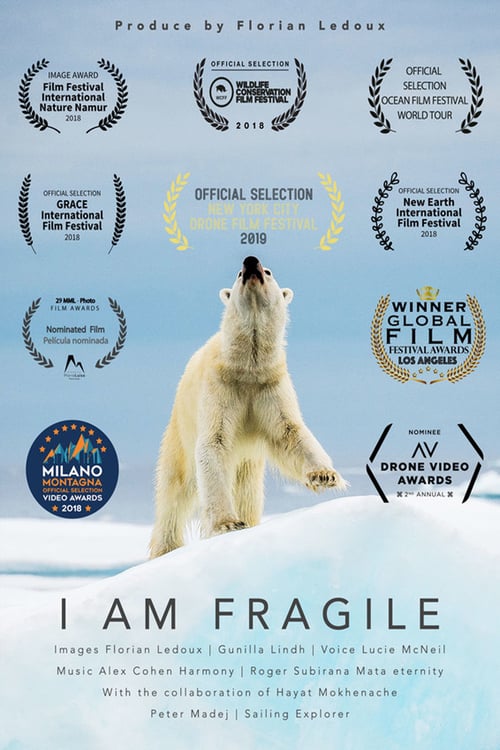 Produce by Florian Ledoux
IMAGE AWARD
Film Festival
International
Nature Namur
2018
OFFICIAL SELECTION
WCFF
WILDLIFE
CONSERVATION
FILM FESTIVAL
2018
OFFICIAL
SELECTION
OCEAN FILM FESTIVAL
WORLD TOUR
OFFICIAL SELECTION
GRACE
International
Film Festival
2018
OFFICIAL SELECTION
NEW YORK CITY
DRONE FILM FESTIVAL
2019
OFFICIAL SELECTION
New Earth
International
Film Festival
2018
29 MML - Photo
FILM AWARDS
Nominated Film
Película nominada
WINNER
GLOBAL
FILM
FESTIVAL AWARDS
LOS ANGELES
MILANO
MONTAGNA
OFFICIAL SELECTION
VIDEO AWARDS
2018
NOMINEE
AV
DRONE VIDEO
AWARDS
2ND ANNUAL
I AM FRAGILE
Images Florian Ledoux | Gunilla Lindh | Voice Lucie McNeil
Music Alex Cohen Harmony | Roger Subirana Mata eternity
With the collaboration of Hayat Mokhenache
Peter Madej | Sailing Explorer